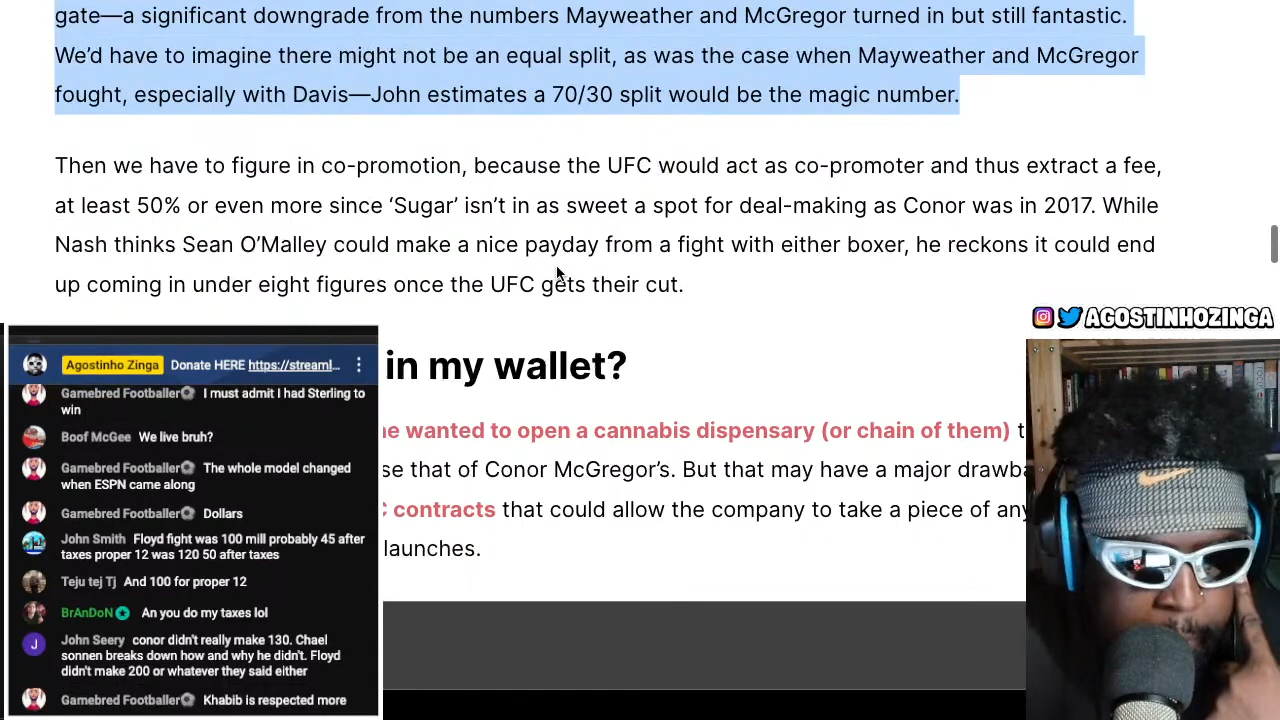 gate—a significant downgrade from the numbers Mayweather and McGregor turned in but still fantastic.
We'd have to imagine there might not be an equal split, as was the case when Mayweather and McGregor
fought, especially with Davis—John estimates a 70/30 split would be the magic number.
Then we have to figure in co-promotion, because the UFC would act as co-promoter and thus extract a fee,
at least 50% or even more since ‘Sugar’ isn't in as sweet a spot for deal-making as Conor was in 2017. While
Nash thinks Sean O'Malley could make a nice payday from a fight with either boxer, he reckons it could end
up coming in under eight figures once the UFC gets their cut.
in my wallet?
he wanted to open a cannabis dispensary (or chain of them) t
se that of Conor McGregor's. But that may have a major drawba
C contracts that could allow the company to take a piece of any
launches.
Agostinho Zinga Donate HERE https://streaml...
Gamebred Footballer I must admit I had Sterling to
win
Boof McGee We live bruh?
Gamebred Footballer The whole model changed
when ESPN came along
Gamebred Footballer Dollars
John Smith Floyd fight was 100 mill probably 45 after
taxes proper 12 was 120 50 after taxes
Teju tej Tj And 100 for proper 12
BrAnDoN An you do my taxes lol
John Seery conor didn't really make 130. Chael
sonnen breaks down how and why he didn't. Floyd
didn't make 200 or whatever they said either
Gamebred Footballer Khabib is respected more
AGOSTINHOZINGA